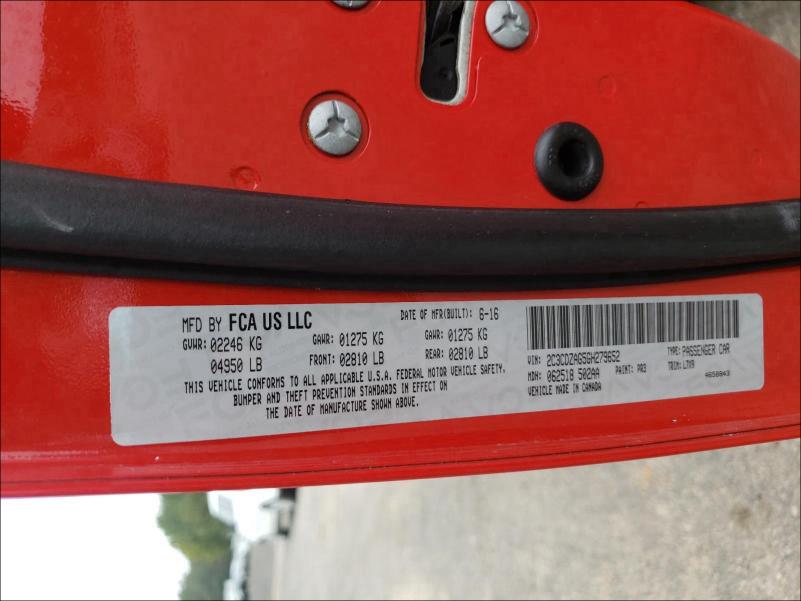 MFD BY FCA US LLC
DATE OF MFR(BUILT): 6-16
GVWR: 02246 KG
GAWR: 01275 KG
GAWR: 01275 KG
04950 LB
FRONT: 02810 LB
REAR: 02810 LB
THIS VEHICLE CONFORMS TO ALL APPLICABLE U.S.A. FEDERAL MOTOR VEHICLE SAFETY,
BUMPER AND THEFT PREVENTION STANDARDS IN EFFECT ON
THE DATE OF MANUFACTURE SHOWN ABOVE.
VIN: 2C3CDZAG5GH279652
TYPE: PASSENGER CAR
MDH: 062518 502AA
PAINT: PR3
TRIM: LTX9
VEHICLE MADE IN CANADA
4658843